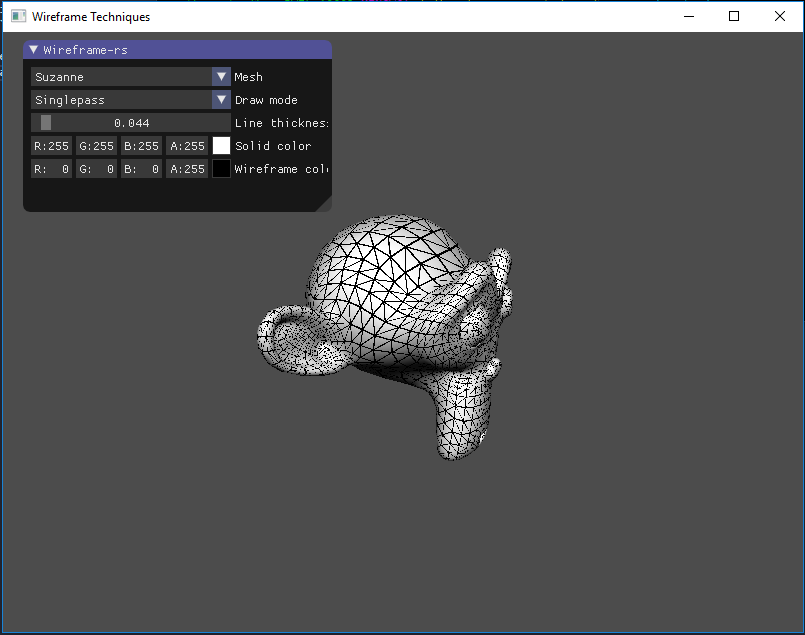 Wireframe Techniques
Wireframe-rs
Suzanne Mesh
Singlepass Draw mode
0.044 Line thicknes
R:255 G:255 B:255 A:255 Solid color
R: 0 G: 0 B: 0 A:255 Wireframe col